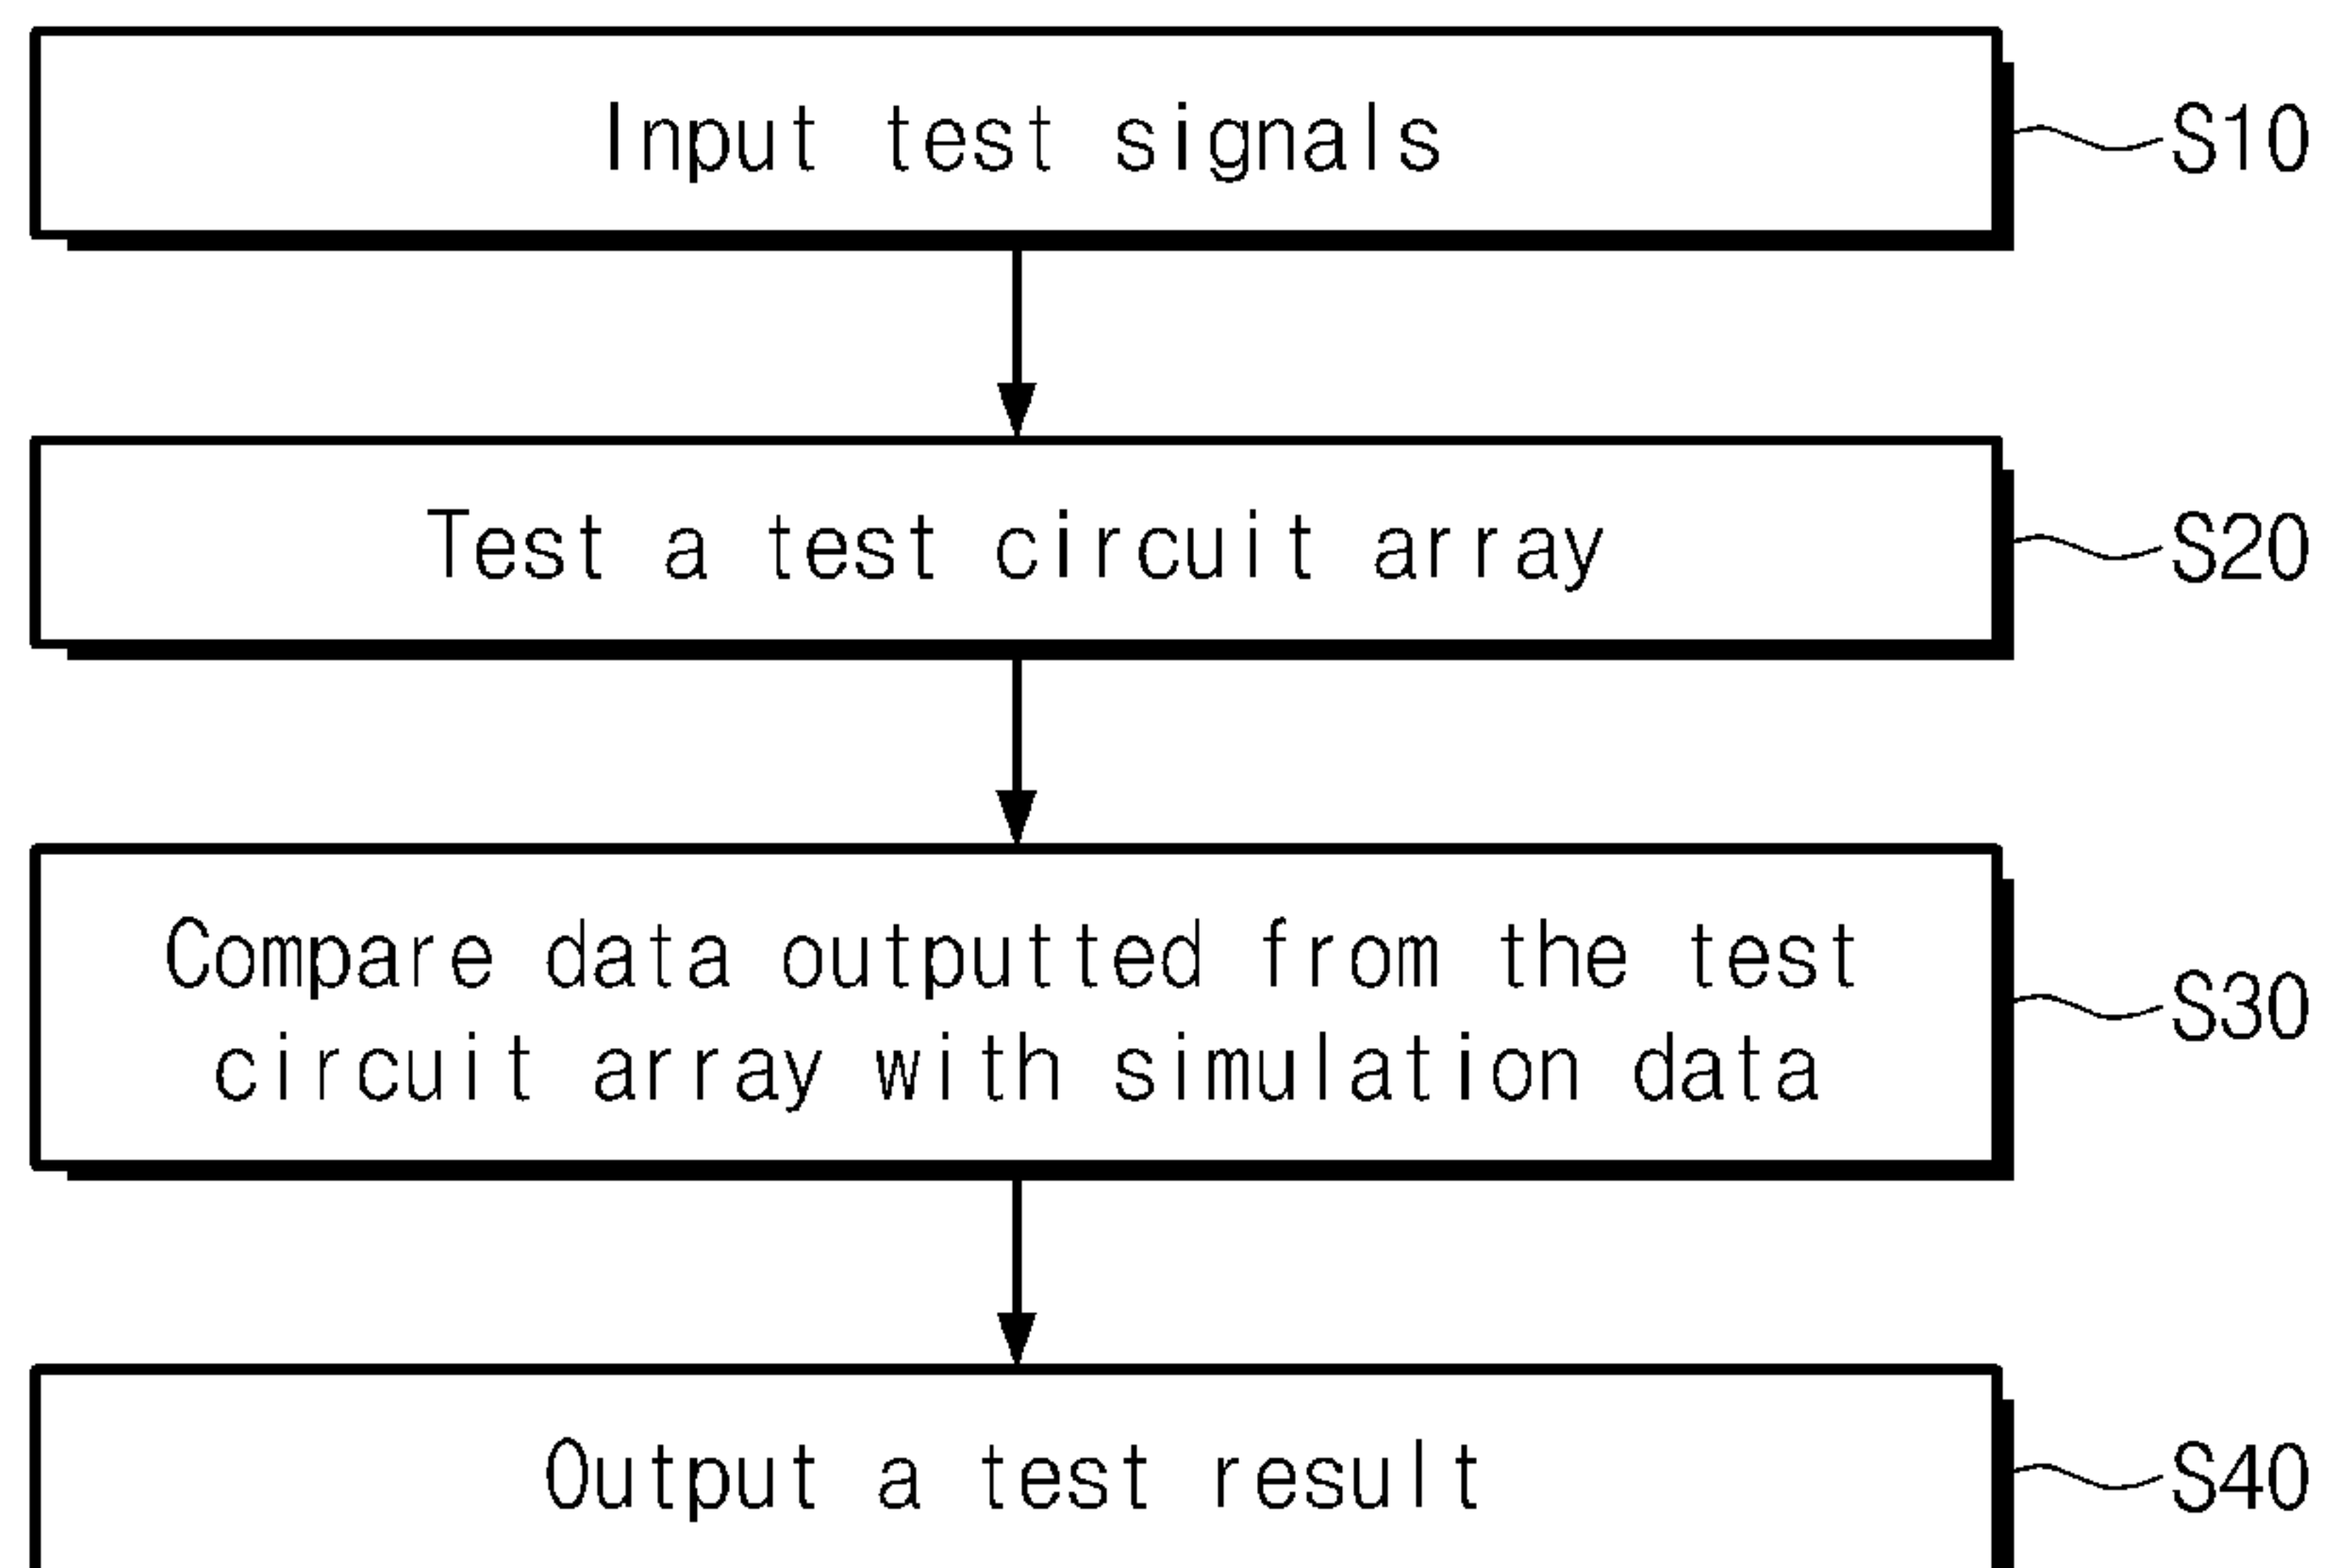 Input test signals
S10
Test a test circuit array
S20
Compare data outputted from the test
circuit array with simulation data
S30
Output a test result
S40